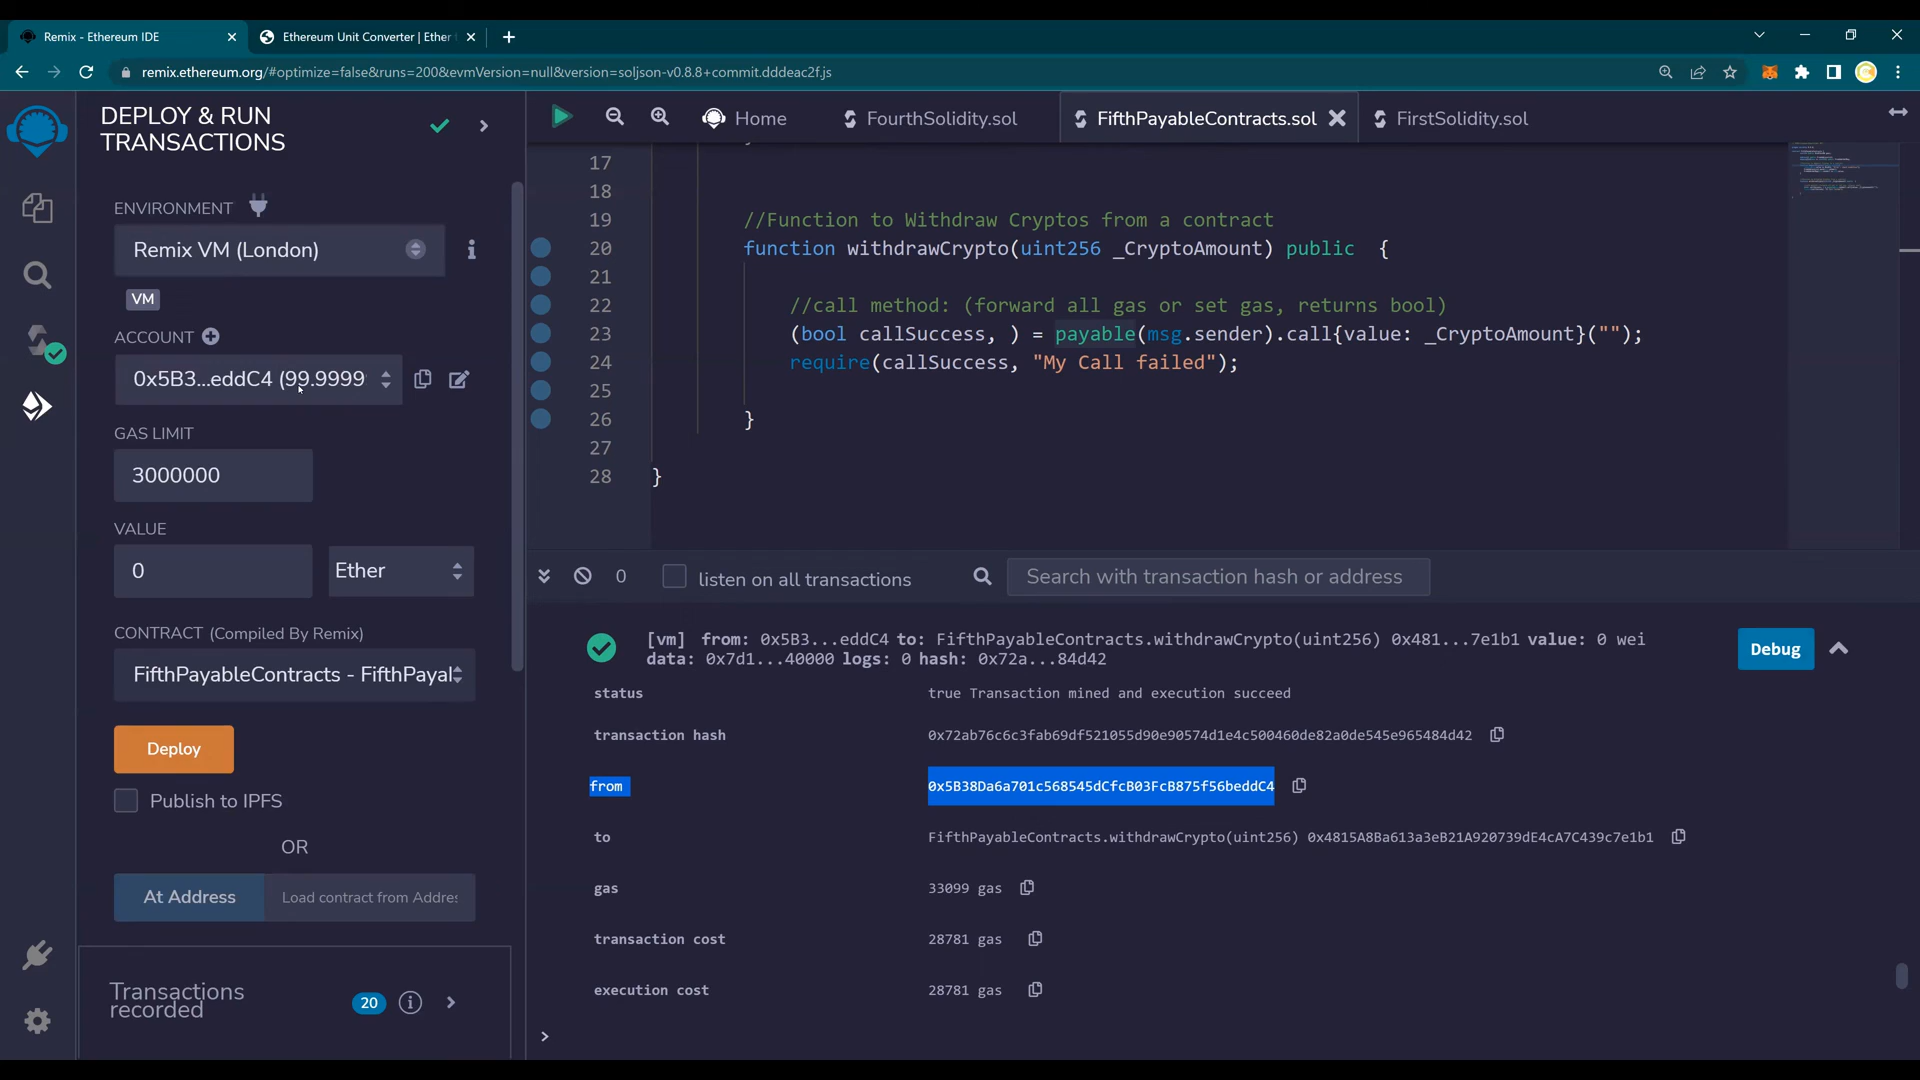 Remix - Ethereum IDE
Ethereum Unit Converter | Ether
remix.ethereum.org/#optimize=false&runs=200&evmVersion=null&version=soljson-v0.8.8+commit.dddeac2f.js
DEPLOY & RUN
TRANSACTIONS
ENVIRONMENT
Remix VM (London)
VM
ACCOUNT
0x5B3...eddC4 (99.9999
GAS LIMIT
3000000
VALUE
0
Ether
CONTRACT (Compiled By Remix)
FifthPayableContracts - FifthPayal
Deploy
Publish to IPFS
OR
At Address
Load contract from Addres
Transactions
recorded
20
Home
FourthSolidity.sol
FifthPayableContracts.sol
FirstSolidity.sol
17
18
19 //Function to Withdraw Cryptos from a contract
20 function withdrawCrypto(uint256 _CryptoAmount) public {
21
22 //call method: (forward all gas or set gas, returns bool)
23 (bool callSuccess, ) = payable(msg.sender).call{value: _CryptoAmount}("");
24 require(callSuccess, "My Call failed");
25
26 }
27
28 }
0
listen on all transactions
Search with transaction hash or address
[vm] from: 0x5B3...eddC4 to: FifthPayableContracts.withdrawCrypto(uint256) 0x481...7e1b1 value: 0 wei
data: 0x7d1...40000 logs: 0 hash: 0x72a...84d42
Debug
status true Transaction mined and execution succeed
transaction hash 0x72ab76c6c3fab69df521055d90e90574d1e4c500460de82a0de545e965484d42
from 0x5B38Da6a701c568545dCfcB03FcB875f56beddC4
to FifthPayableContracts.withdrawCrypto(uint256) 0x4815A8Ba613a3eB21A920739dE4cA7C439c7e1b1
gas 33099 gas
transaction cost 28781 gas
execution cost 28781 gas
>